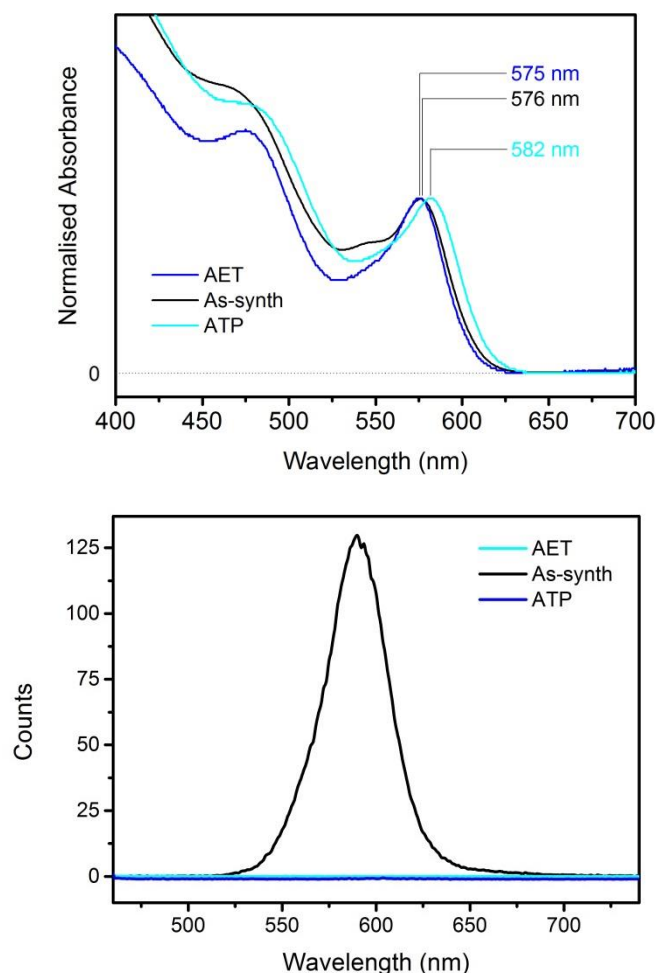 575 nm
576 nm
582 nm
Normalised Absorbance
AET
As-synth
ATP
0
400 450 500 550 600 650 700
Wavelength (nm)
125
100
75
50
25
0
Counts
AET
As-synth
ATP
500 550 600 650 700
Wavelength (nm)